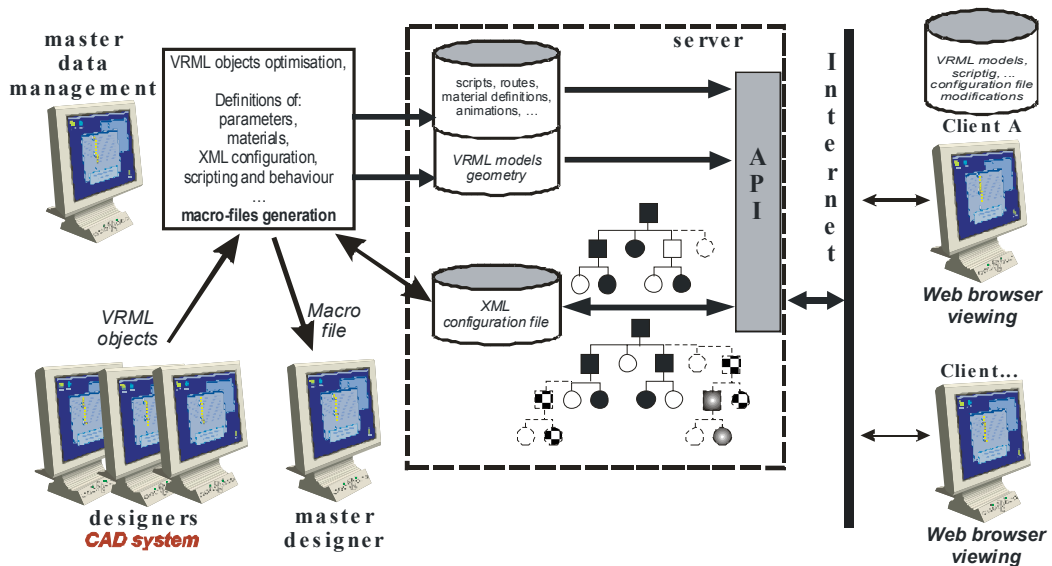 master
data
management
VRML objects optimisation,
Definitions of:
parameters,
materials,
XML configuration,
scripting and behaviour
...
macro-files generation
VRML
objects
Macro
file
designers
CAD system
master
designer
server
scripts, routes,
material definitions,
animations, ...
VRML models
geometry
XML
configuration file
API
Internet
VRML models,
scriptig, ...
configuration file
modifications
Client A
Web browser
viewing
Client...
Web browser
viewing